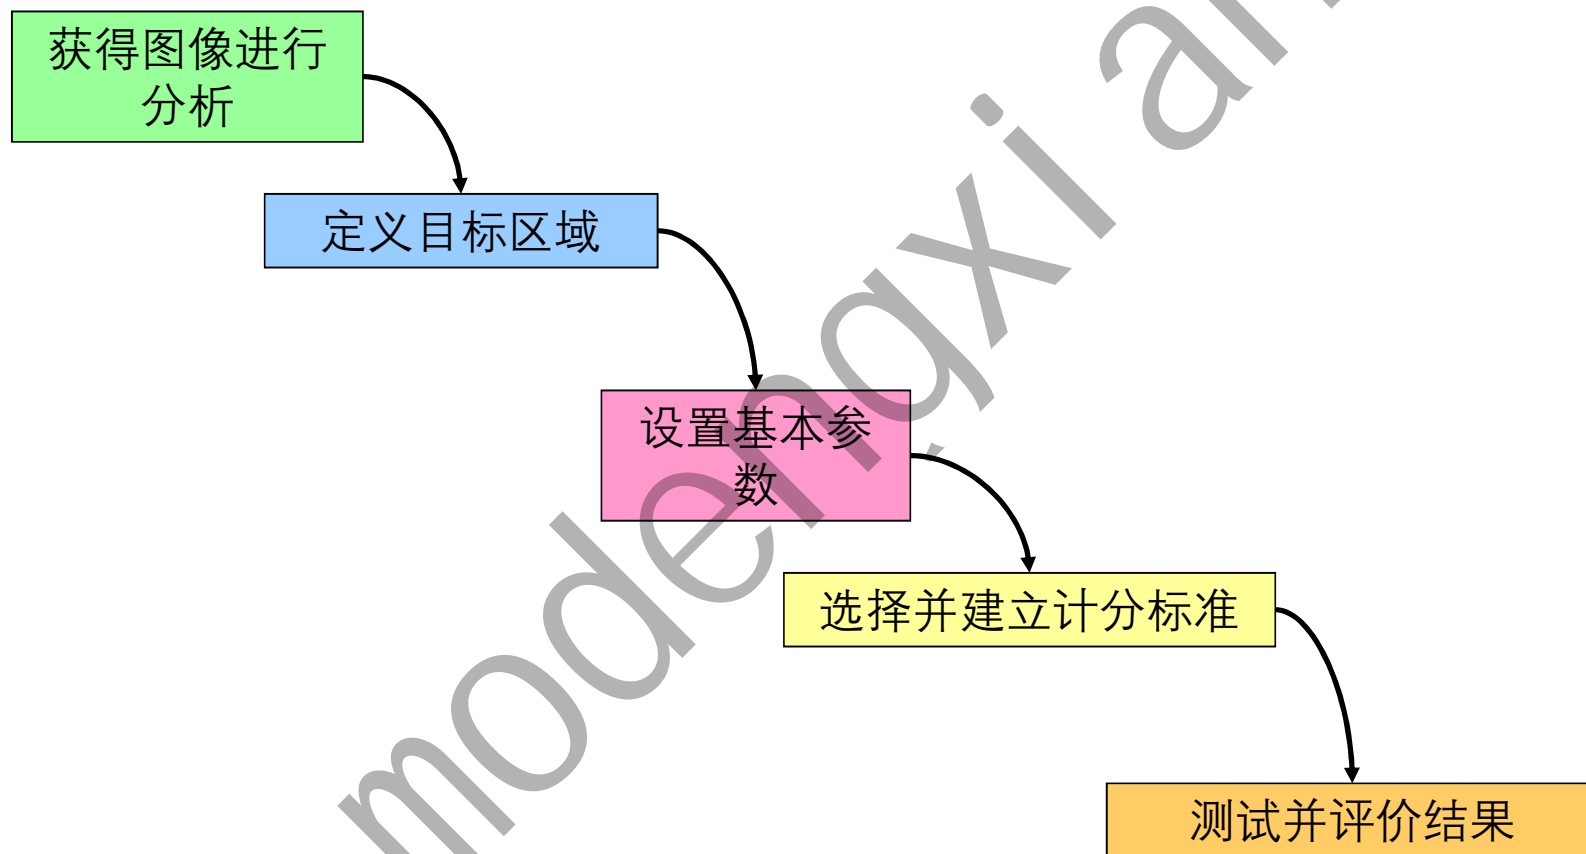 获得图像进行
分析
定义目标区域
设置基本参
数
选择并建立计分标准
测试并评价结果
modengxi